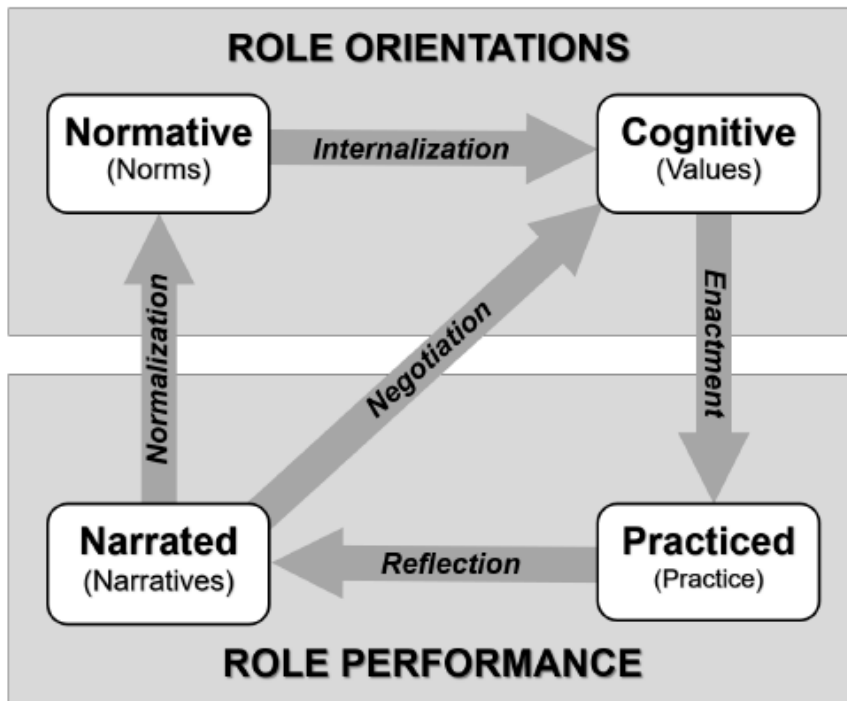 ROLE ORIENTATIONS
Normative
(Norms)
Internalization
Cognitive
(Values)
Normalization
Negotiation
Enactment
Narrated
(Narratives)
Reflection
Practiced
(Practice)
ROLE PERFORMANCE